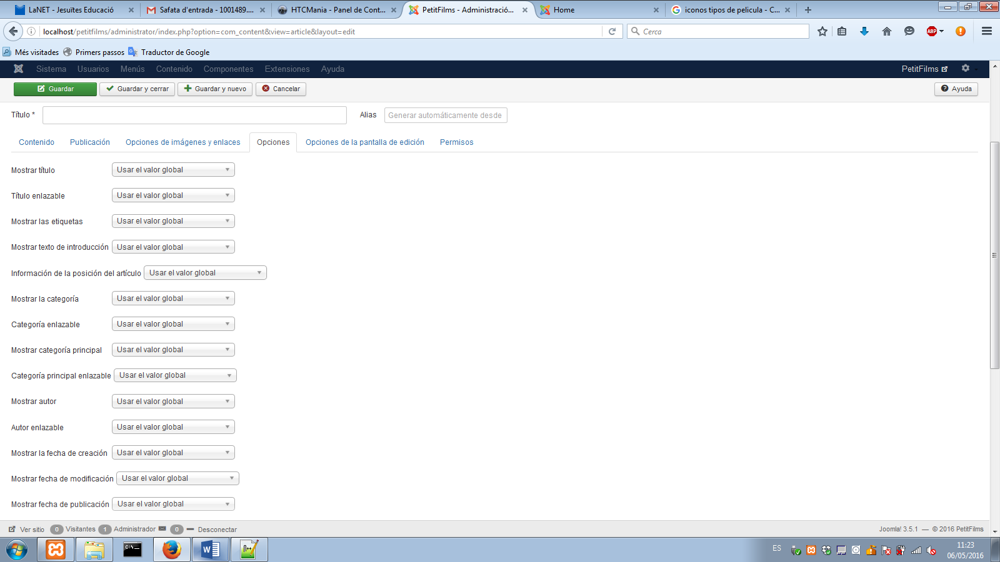 LaNET - Jesuïtes Educació
Safata d'entrada - 1001489....
HTCMania - Panel de Cont...
PetitFilms - Administració...
Home
iconos tipos de pelicula - C...
localhost/petitfilms/administrator/index.php?option=com_content&view=article&layout=edit
Cerca
ABP
Més visitades
Primers passos
Traductor de Google
Sistema Usuarios Menús Contenido Componentes Extensiones Ayuda
PetitFilms
Guardar
Guardar y cerrar
Guardar y nuevo
Cancelar
Ayuda
Título *
Alias
Generar automáticamente desde
Contenido Publicación Opciones de imágenes y enlaces Opciones Opciones de la pantalla de edición Permisos
Mostrar título Usar el valor global
Título enlazable Usar el valor global
Mostrar las etiquetas Usar el valor global
Mostrar texto de introducción Usar el valor global
Información de la posición del artículo Usar el valor global
Mostrar la categoría Usar el valor global
Categoría enlazable Usar el valor global
Mostrar categoría principal Usar el valor global
Categoría principal enlazable Usar el valor global
Mostrar autor Usar el valor global
Autor enlazable Usar el valor global
Mostrar la fecha de creación Usar el valor global
Mostrar fecha de modificación Usar el valor global
Mostrar fecha de publicación Usar el valor global
Ver sitio 0 Visitantes 1 Administrador 0 Desconectar
Joomla! 3.5.1 — © 2016 PetitFilms
ES
11:23
06/05/2016